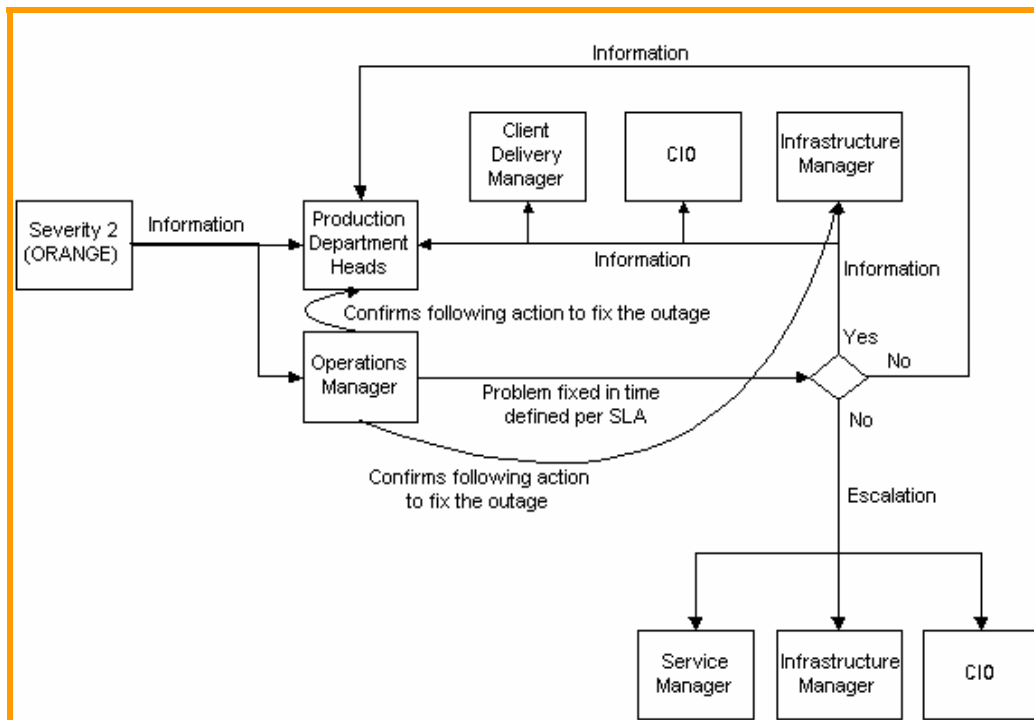 Information
Client
Delivery
Manager
CIO
Infrastructure
Manager
Severity 2
(ORANGE)
Information
Production
Department
Heads
Information
Information
Confirms following action to fix the outage
Yes
No
Operations
Manager
Problem fixed in time
defined per SLA
No
Confirms following action
to fix the outage
Escalation
Service
Manager
Infrastructure
Manager
CIO